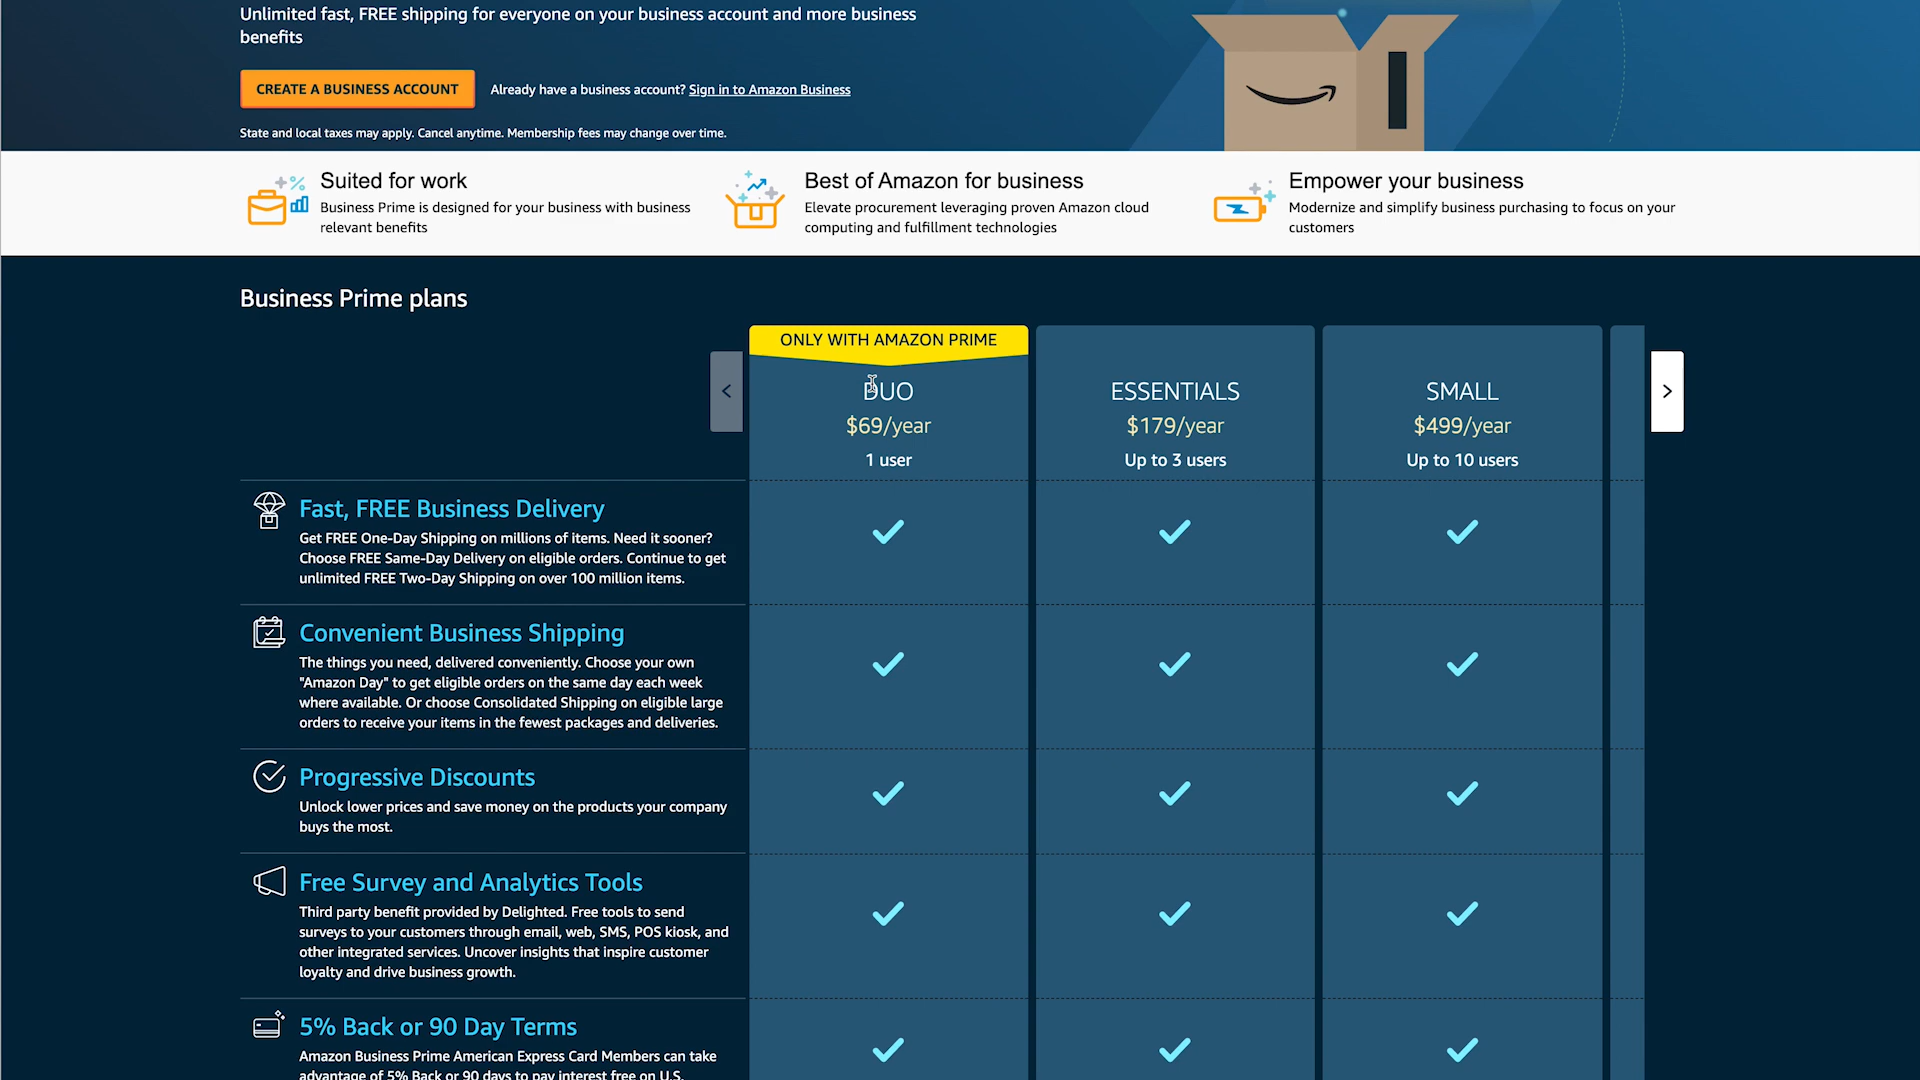 Unlimited fast, FREE shipping for everyone on your business account and more business
benefits
CREATE A BUSINESS ACCOUNT
Already have a business account? Sign in to Amazon Business
State and local taxes may apply. Cancel anytime. Membership fees may change over time.
Suited for work
Business Prime is designed for your business with business
relevant benefits
Best of Amazon for business
Elevate procurement leveraging proven Amazon cloud
computing and fulfillment technologies
Empower your business
Modernize and simplify business purchasing to focus on your
customers
Business Prime plans
ONLY WITH AMAZON PRIME
DUO
$69/year
1 user
ESSENTIALS
$179/year
Up to 3 users
SMALL
$499/year
Up to 10 users
Fast, FREE Business Delivery
Get FREE One-Day Shipping on millions of items. Need it sooner?
Choose FREE Same-Day Delivery on eligible orders. Continue to get
unlimited FREE Two-Day Shipping on over 100 million items.
Convenient Business Shipping
The things you need, delivered conveniently. Choose your own
"Amazon Day" to get eligible orders on the same day each week
where available. Or choose Consolidated Shipping on eligible large
orders to receive your items in the fewest packages and deliveries.
Progressive Discounts
Unlock lower prices and save money on the products your company
buys the most.
Free Survey and Analytics Tools
Third party benefit provided by Delighted. Free tools to send
surveys to your customers through email, web, SMS, POS kiosk, and
other integrated services. Uncover insights that inspire customer
loyalty and drive business growth.
5% Back or 90 Day Terms
Amazon Business Prime American Express Card Members can take
advantage of 5% Back or 90 days to pay interest free on U.S.